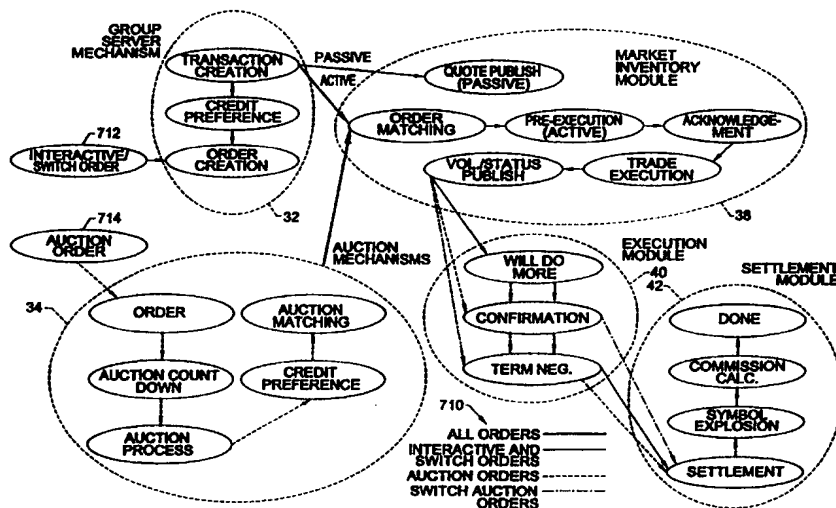 GROUP
SERVER
MECHANISM
TRANSACTION
CREATION
CREDIT
PREFERENCE
ORDER
CREATION
32
712
INTERACTIVE/
SWITCH ORDER
PASSIVE
ACTIVE
MARKET
INVENTORY
MODULE
QUOTE PUBLISH
(PASSIVE)
ORDER
MATCHING
PRE-EXECUTION
(ACTIVE)
ACKNOWLEDGE-
MENT
VOL/STATUS
PUBLISH
TRADE
EXECUTION
38
714
AUCTION
ORDER
AUCTION
MECHANISMS
34
ORDER
AUCTION COUNT
DOWN
AUCTION
PROCESS
AUCTION
MATCHING
CREDIT
PREFERENCE
EXECUTION
MODULE
40
WILL DO
MORE
CONFIRMATION
TERM NEG.
SETTLEMENT
MODULE
42
DONE
COMMISSION
CALC.
SYMBOL
EXPLOSION
SETTLEMENT
710
ALL ORDERS
INTERACTIVE AND
SWITCH ORDERS
AUCTION ORDERS
SWITCH AUCTION
ORDERS